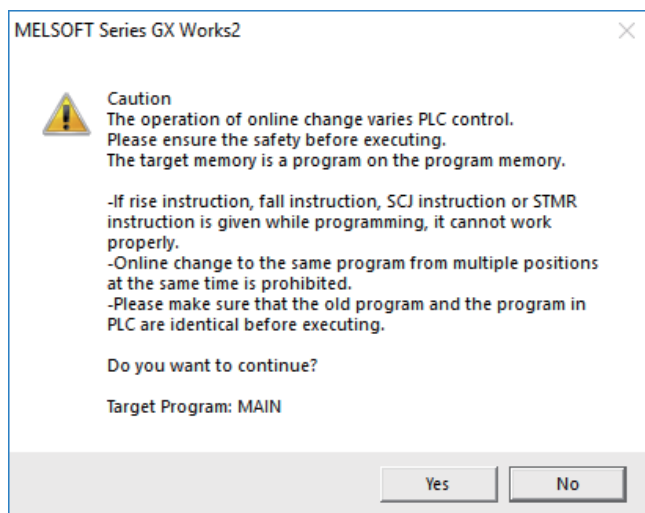 MELSOFT Series GX Works2
Caution
The operation of online change varies PLC control.
Please ensure the safety before executing.
The target memory is a program on the program memory.
-If rise instruction, fall instruction, SCJ instruction or STMR
instruction is given while programming, it cannot work
properly.
-Online change to the same program from multiple positions
at the same time is prohibited.
-Please make sure that the old program and the program in
PLC are identical before executing.
Do you want to continue?
Target Program: MAIN
Yes
No